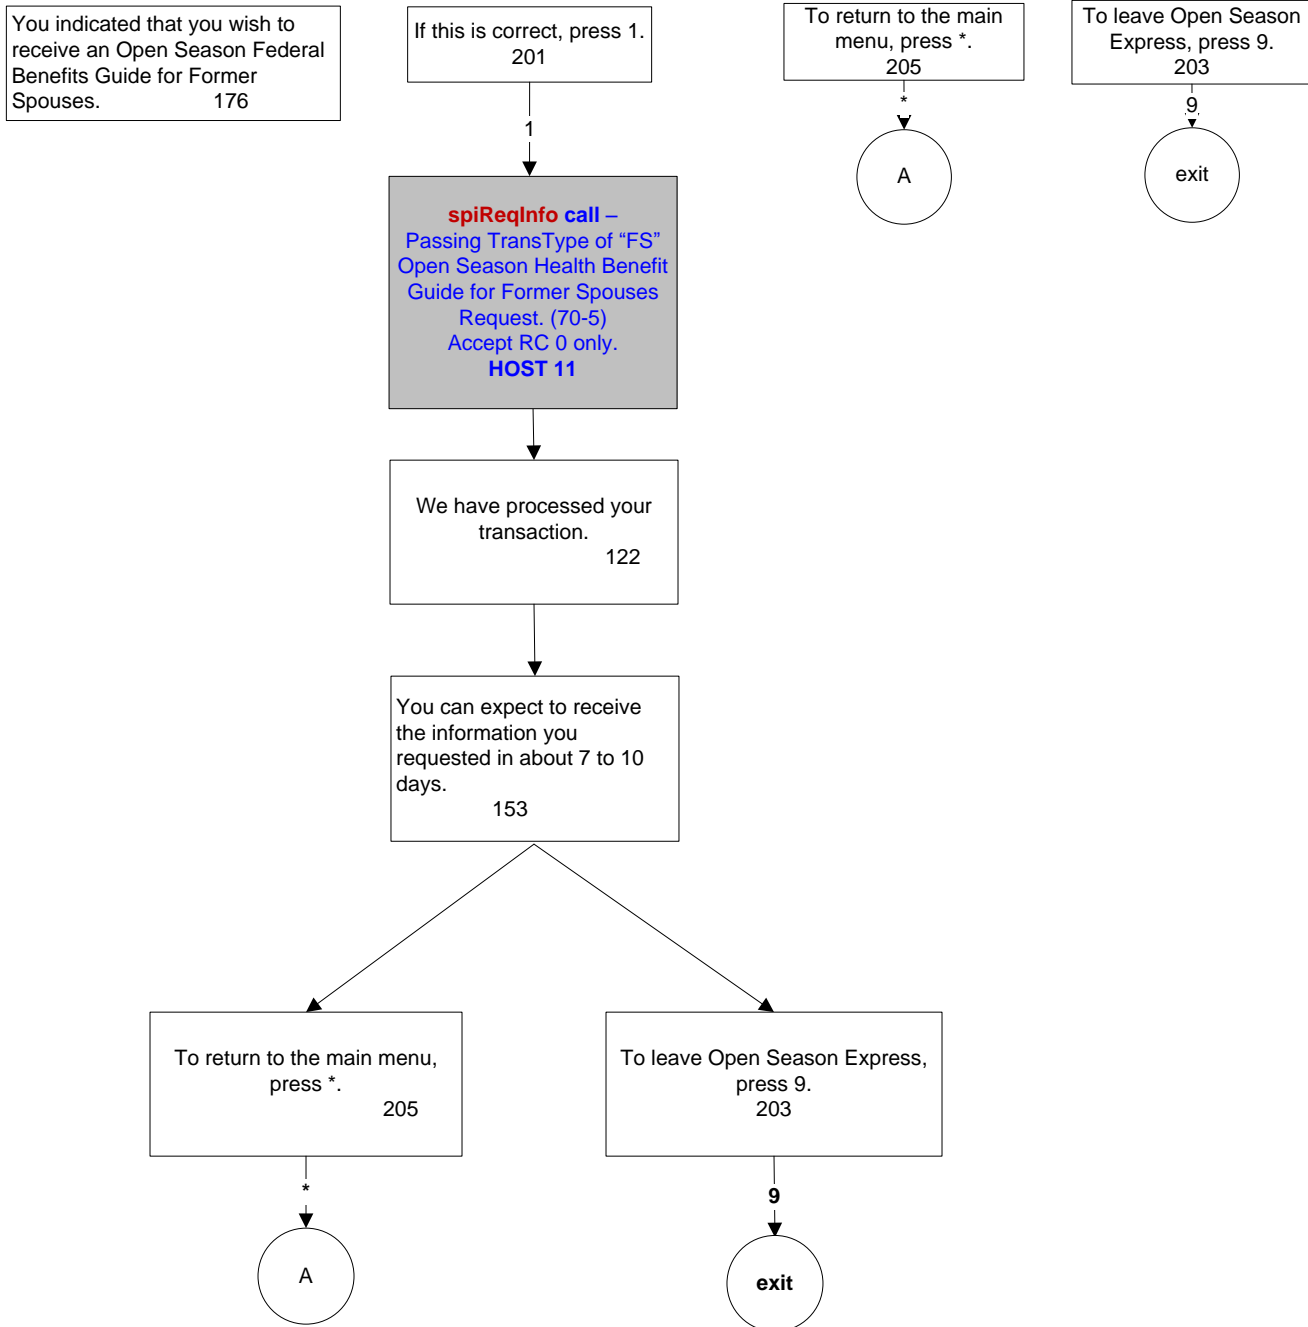 You indicated that you wish to
receive an Open Season Federal
Benefits Guide for Former
Spouses. 176
If this is correct, press 1.
201
To return to the main
menu, press *.
205
To leave Open Season
Express, press 9.
203
1
*
9
A
exit
spiReqInfo call –
Passing TransType of “FS”
Open Season Health Benefit
Guide for Former Spouses
Request. (70-5)
Accept RC 0 only.
HOST 11
We have processed your
transaction.
122
You can expect to receive
the information you
requested in about 7 to 10
days.
153
To return to the main menu,
press *.
205
To leave Open Season Express,
press 9.
203
*
9
A
exit